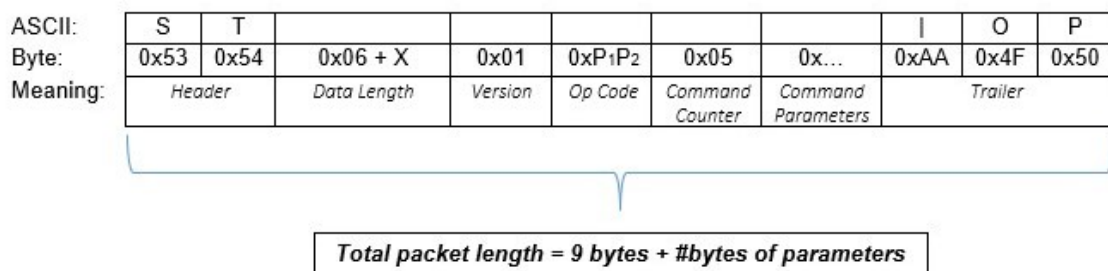 ASCII: S T | O P
Byte: 0x53 0x54 0x06 + X 0x01 0xP₁P₂ 0x05 0x... 0xAA 0x4F 0x50
Meaning: Header Data Length Version Op Code Command Counter Command Parameters Trailer
Total packet length = 9 bytes + #bytes of parameters